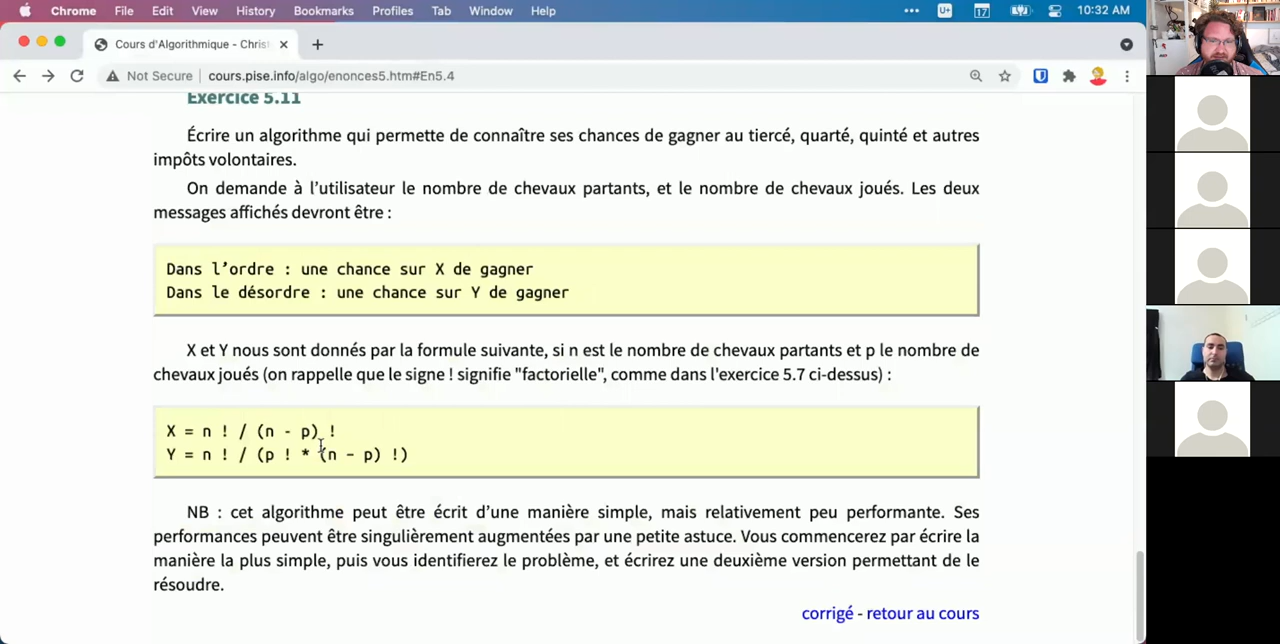 Chrome File Edit View History Bookmarks Profiles Tab Window Help ••• U+ 17 10:32 AM
Cours d'Algorithmique - Chris
Not Secure cours.pise.info/algo/enonces5.htm#En5.4
Exercice 5.11
Écrire un algorithme qui permette de connaître ses chances de gagner au tiercé, quarté, quinté et autres
impôts volontaires.
On demande à l'utilisateur le nombre de chevaux partants, et le nombre de chevaux joués. Les deux
messages affichés devront être :
Dans l'ordre : une chance sur X de gagner
Dans le désordre : une chance sur Y de gagner
X et Y nous sont donnés par la formule suivante, si n est le nombre de chevaux partants et p le nombre de
chevaux joués (on rappelle que le signe ! signifie "factorielle", comme dans l'exercice 5.7 ci-dessus) :
X = n ! / (n - p) !
Y = n ! / (p ! * (n - p) !)
NB : cet algorithme peut être écrit d'une manière simple, mais relativement peu performante. Ses
performances peuvent être singulièrement augmentées par une petite astuce. Vous commencerez par écrire la
manière la plus simple, puis vous identifierez le problème, et écrirez une deuxième version permettant de le
résoudre.
corrigé - retour au cours